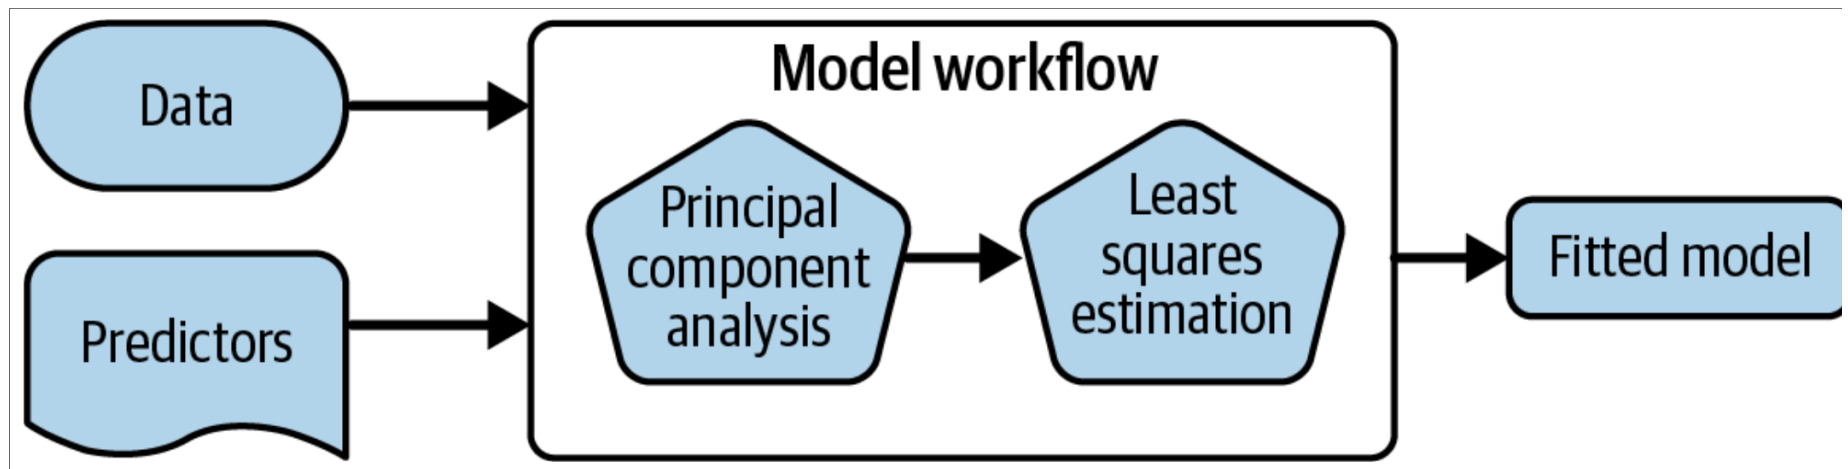 Data
Predictors
Model workflow
Principal
component
analysis
Least
squares
estimation
Fitted model